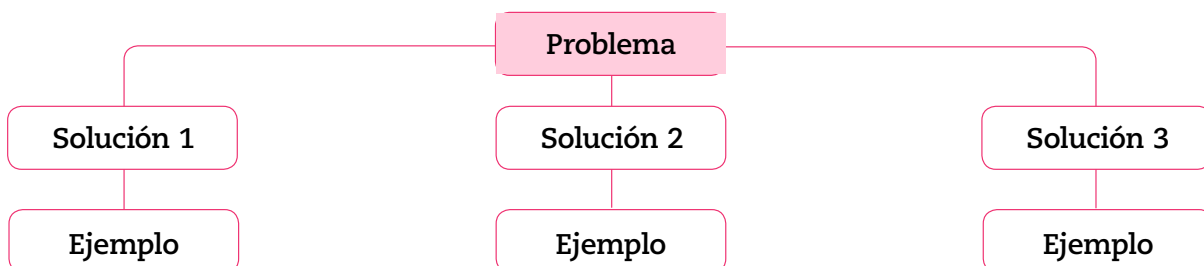 Problema
Solución 1
Solución 2
Solución 3
Ejemplo
Ejemplo
Ejemplo